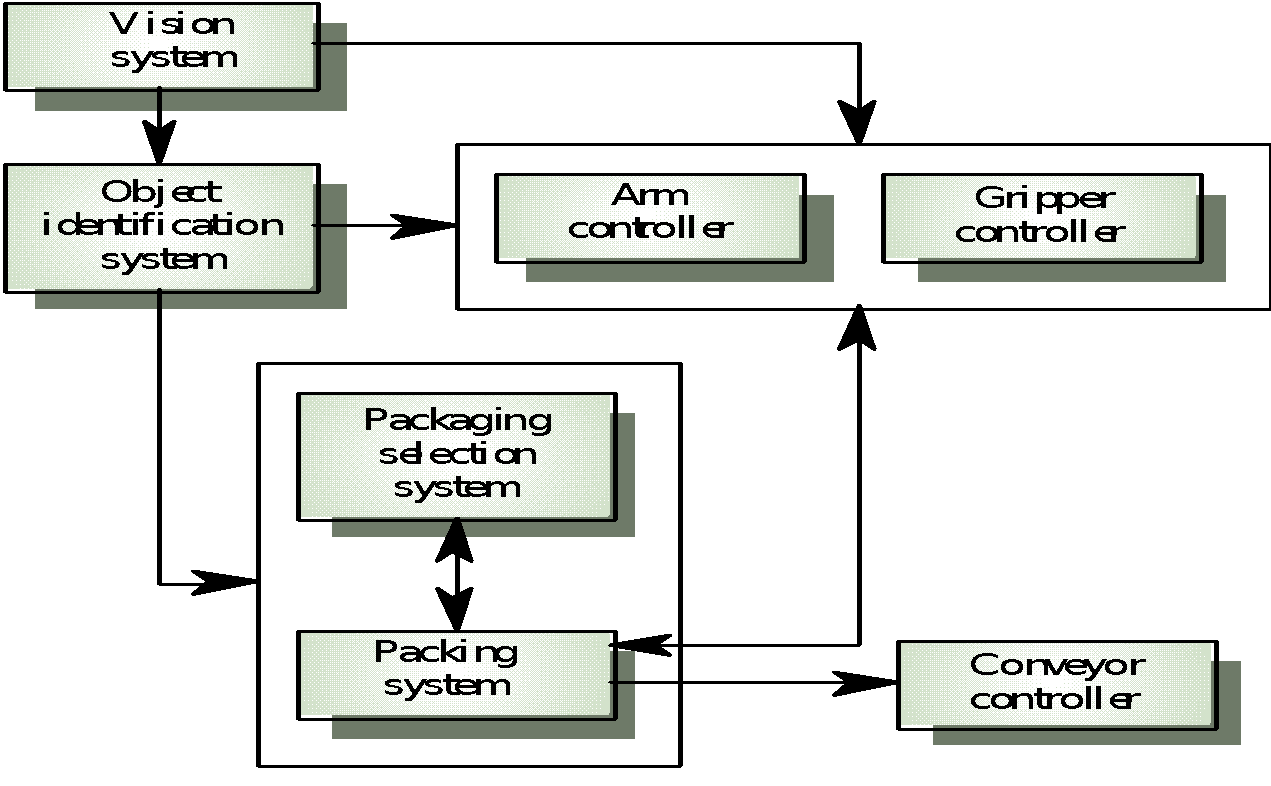 Vision
system
Object
identification
system
Arm
controller
Gripper
controller
Packaging
selection
system
Packing
system
Conveyor
controller